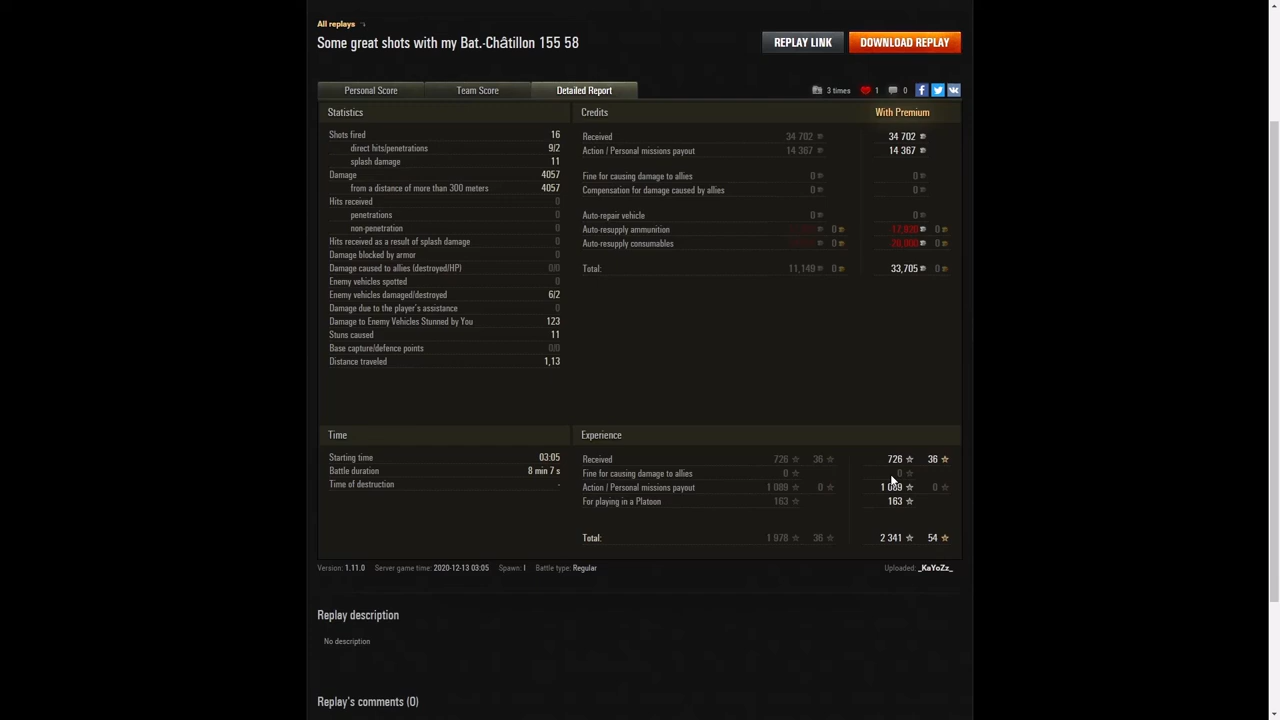 All replays
Some great shots with my Bat.-Châtillon 155 58
REPLAY LINK
DOWNLOAD REPLAY
Personal Score
Team Score
Detailed Report
3 times
1
0
Statistics
Shots fired 16
direct hits/penetrations 9/2
splash damage 11
Damage 4057
from a distance of more than 300 meters 4057
Hits received 0
penetrations 0
non-penetration 0
Hits received as a result of splash damage 0
Damage blocked by armor 0
Damage caused to allies (destroyed/HP) 0/0
Enemy vehicles spotted 0
Enemy vehicles damaged/destroyed 6/2
Damage due to the player's assistance 0
Damage to Enemy Vehicles Stunned by You 123
Stuns caused 11
Base capture/defence points 0/0
Distance traveled 1,13
Credits With Premium
Received 34 702 34 702
Action / Personal missions payout 14 367 14 367
Fine for causing damage to allies 0 0
Compensation for damage caused by allies 0 0
Auto-repair vehicle 0 0
Auto-resupply ammunition 0 0
Auto-resupply consumables 0 0
Total: 11,149 0 33,705 0
Time
Starting time 03:05
Battle duration 8 min 7 s
Time of destruction -
Experience
Received 726 36 726 36
Fine for causing damage to allies 0 0
Action / Personal missions payout 1 089 0 1 089 0
For playing in a Platoon 163 163
Total: 1 978 36 2 341 54
Version: 1.11.0 Server game time: 2020-12-13 03:05 Spawn: I Battle type: Regular
Uploaded: _KaYoZz_
Replay description
No description
Replay's comments (0)